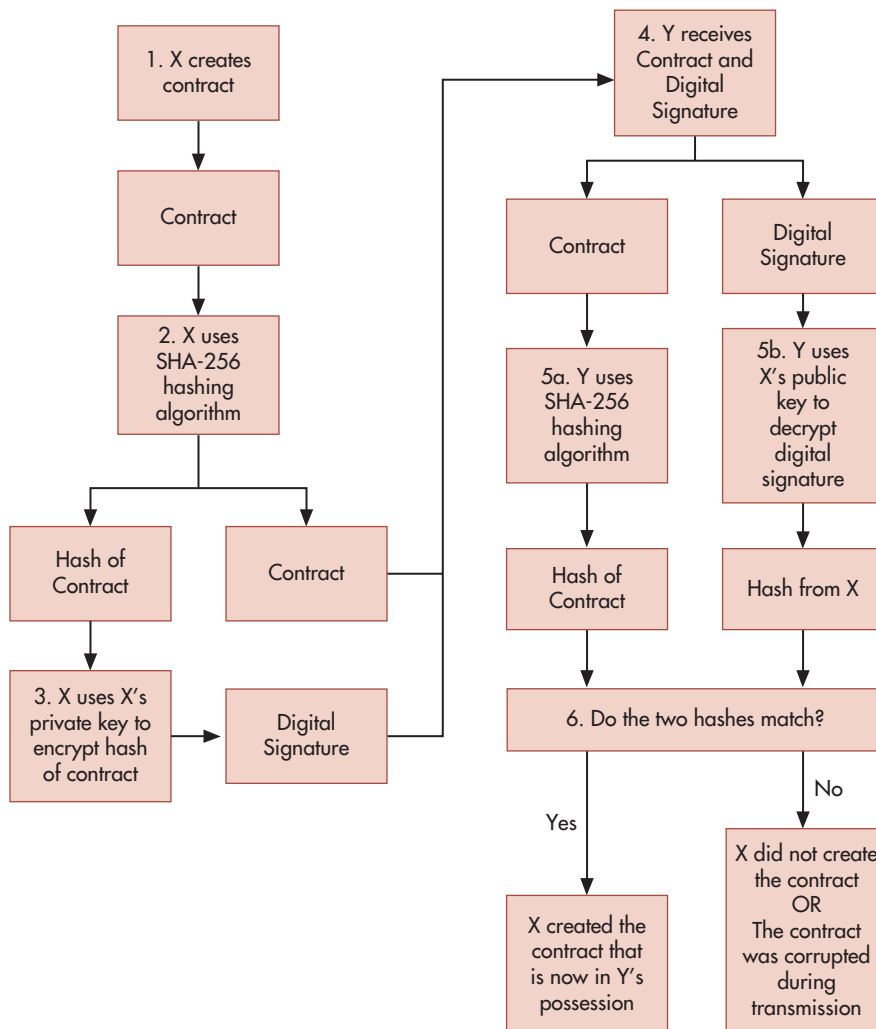 1. X creates
contract
Contract
2. X uses
SHA-256
hashing
algorithm
Hash of
Contract
Contract
3. X uses X's
private key to
encrypt hash
of contract
Digital
Signature
4. Y receives
Contract and
Digital
Signature
Contract
Digital
Signature
5a. Y uses
SHA-256
hashing
algorithm
5b. Y uses
X's public
key to
decrypt
digital
signature
Hash of
Contract
Hash from X
6. Do the two hashes match?
Yes
No
X created the
contract that
is now in Y's
possession
X did not create
the contract
OR
The contract
was corrupted
during
transmission